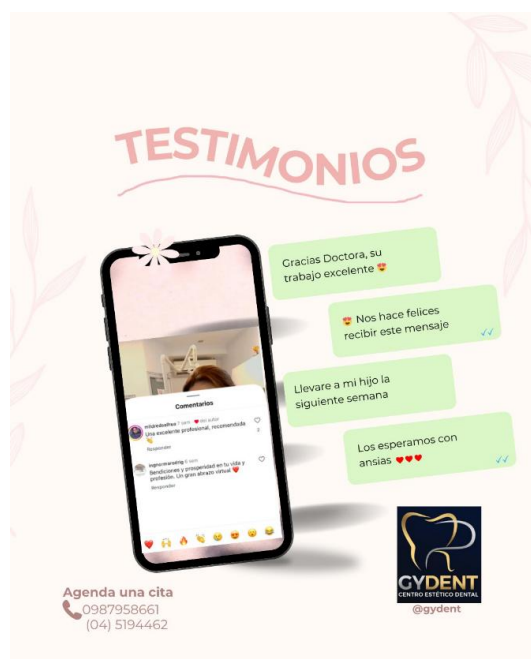 TESTIMONIOS
Gracias Doctora, su
trabajo excelente 😍
😍 Nos hace felices
recibir este mensaje
Llevare a mi hijo la
siguiente semana
Los esperamos con
ansias ♥♥♥
Comentarios
Una excelente profesional, recomendada
👏
Responder
Bendiciones y prosperidad en tu vida y
profesión. Un gran abrazo virtual ❤️
Responder
Agenda una cita
0987958661
(04) 5194462
GYDENT
CENTRO ESTÉTICO DENTAL
@gydent